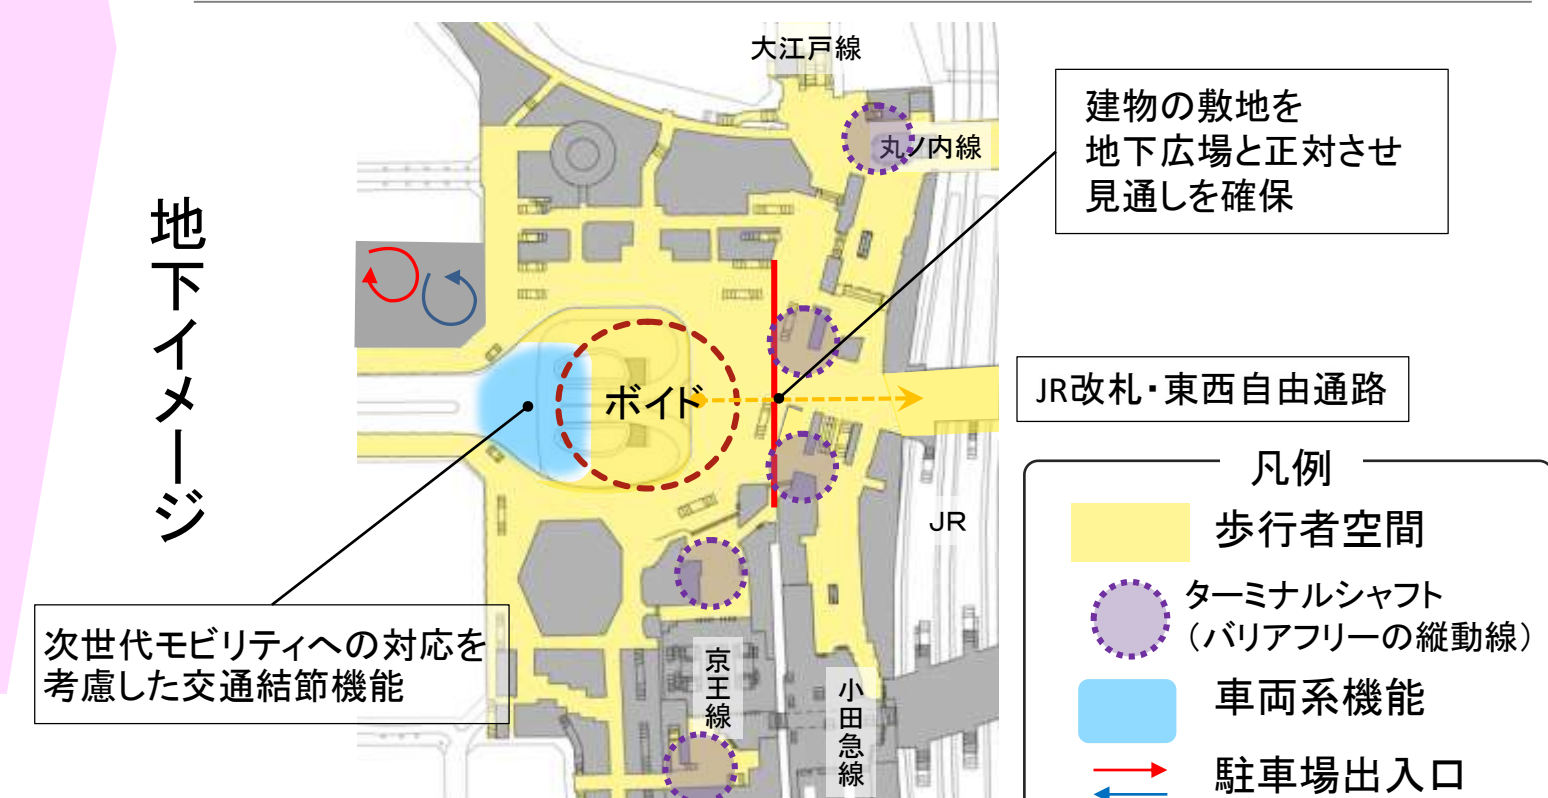 地下イメージ
大江戸線
丸ノ内線
建物の敷地を
地下広場と正対させ
見通しを確保
ボイド
JR改札・東西自由通路
JR
次世代モビリティへの対応を
考慮した交通結節機能
京王線
小田急線
凡例
歩行者空間
ターミナルシャフト
（バリアフリーの縦動線）
車両系機能
駐車場出入口